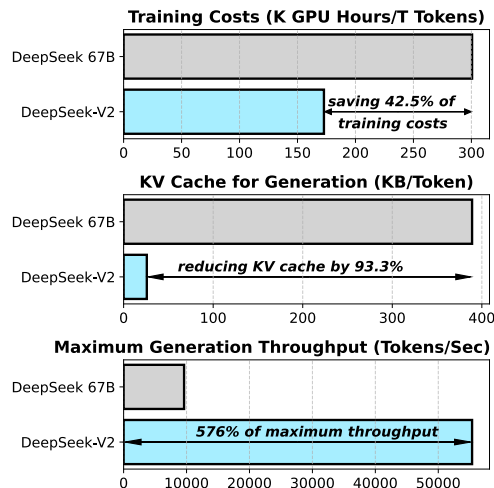 Training Costs (K GPU Hours/T Tokens)
DeepSeek 67B
DeepSeek-V2
saving 42.5% of
training costs
0 50 100 150 200 250 300
KV Cache for Generation (KB/Token)
DeepSeek 67B
DeepSeek-V2
reducing KV cache by 93.3%
0 100 200 300 400
Maximum Generation Throughput (Tokens/Sec)
DeepSeek 67B
DeepSeek-V2
576% of maximum throughput
0 10000 20000 30000 40000 50000